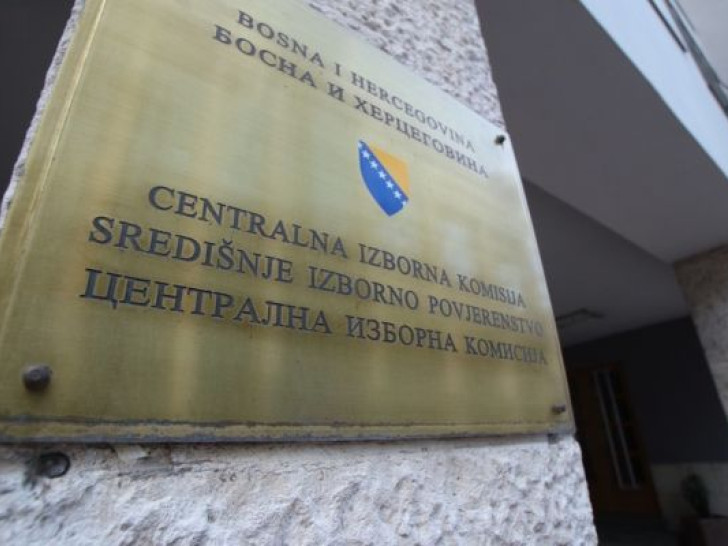 BOSNA I HERCEGOVINA
БОСНА И ХЕРЦЕГОВИНА
CENTRALNA IZBORNA KOMISIJA
SREDIŠNJE IZBORNO POVJERENSTVO
ЦЕНТРАЛНА ИЗБОРНА КОМИСИЈА